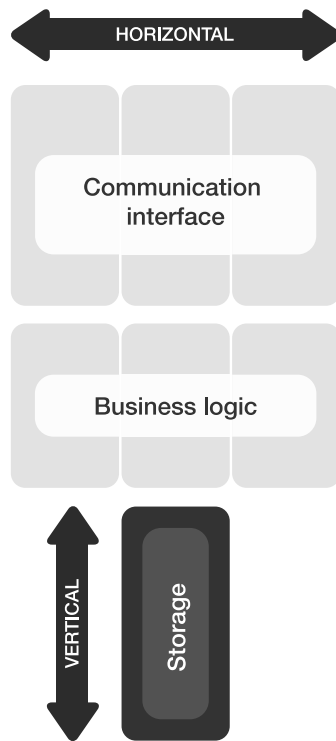 HORIZONTAL
Communication
interface
Business logic
VERTICAL
Storage